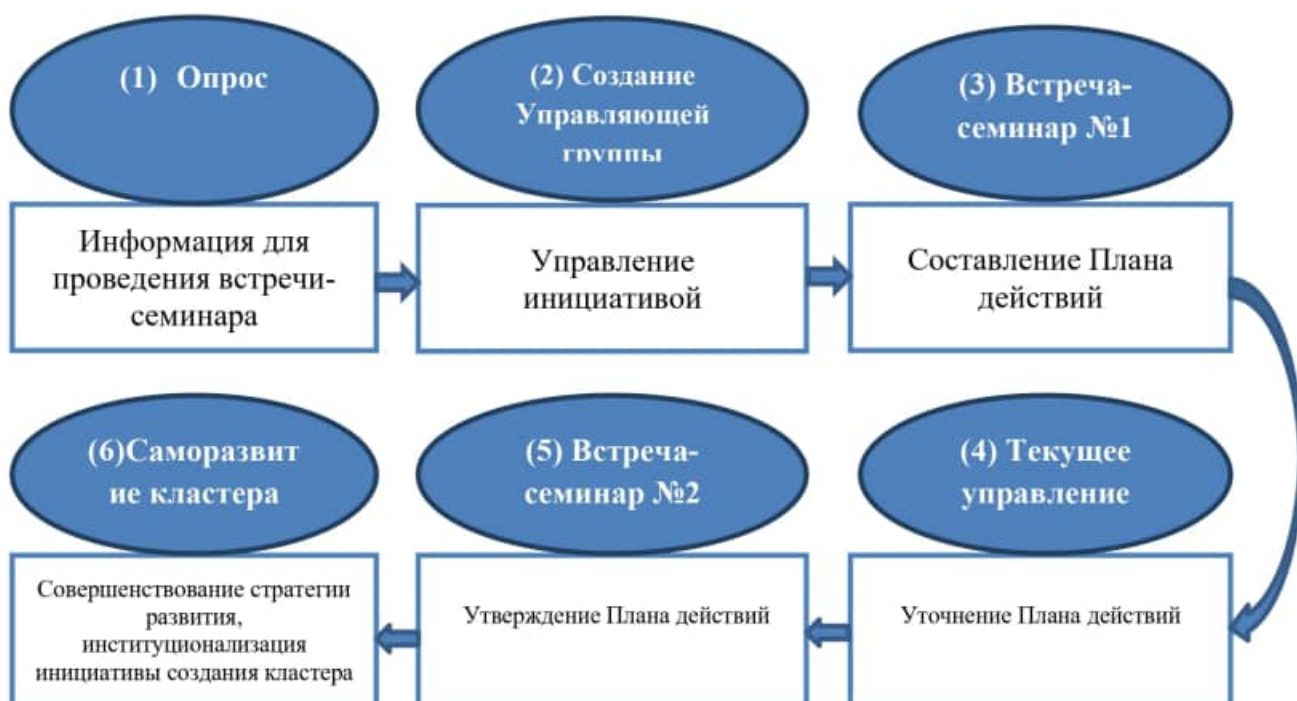 (1) Опрос
(2) Создание
Управляющей
группы
(3) Встреча-
семинар №1
Информация для
проведения встречи-
семинара
Управление
инициативой
Составление Плана
действий
(6)Саморазвит
ие кластера
(5) Встреча-
семинар №2
(4) Текущее
управление
Совершенствование стратегии
развития,
институционализация
инициативы создания кластера
Утверждение Плана действий
Уточнение Плана действий